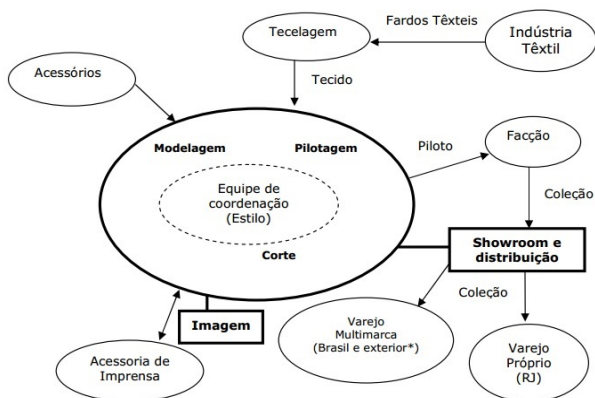 Fardos Têxteis
Tecelagem
Indústria
Têxtil
Acessórios
Tecido
Modelagem
Pilotagem
Piloto
Facção
Equipe de
coordenação
(Estilo)
Coleção
Corte
Showroom e
distribuição
Coleção
Imagem
Varejo
Multimarca
(Brasil e exterior*)
Varejo
Próprio
(RJ)
Acessoria de
Imprensa